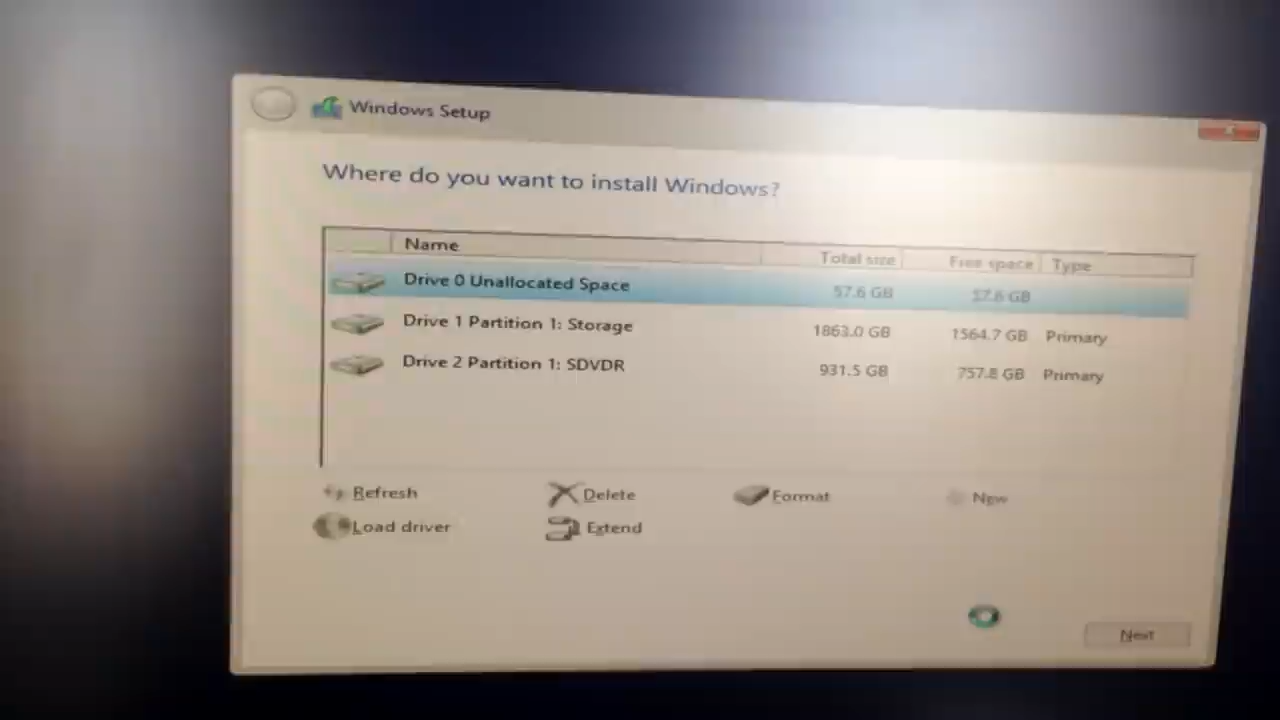 Windows Setup
Where do you want to install Windows?
Name Total size Free space Type
Drive 0 Unallocated Space 57.6 GB 57.6 GB
Drive 1 Partition 1: Storage 1863.0 GB 1564.7 GB Primary
Drive 2 Partition 1: SDVDR 931.5 GB 757.8 GB Primary
Refresh Delete Format New
Load driver Extend
Next